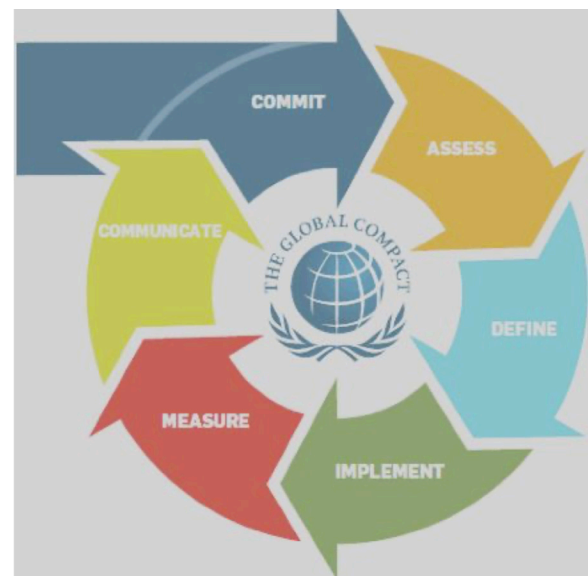 COMMIT
ASSESS
DEFINE
IMPLEMENT
MEASURE
COMMUNICATE
THE GLOBAL COMPACT